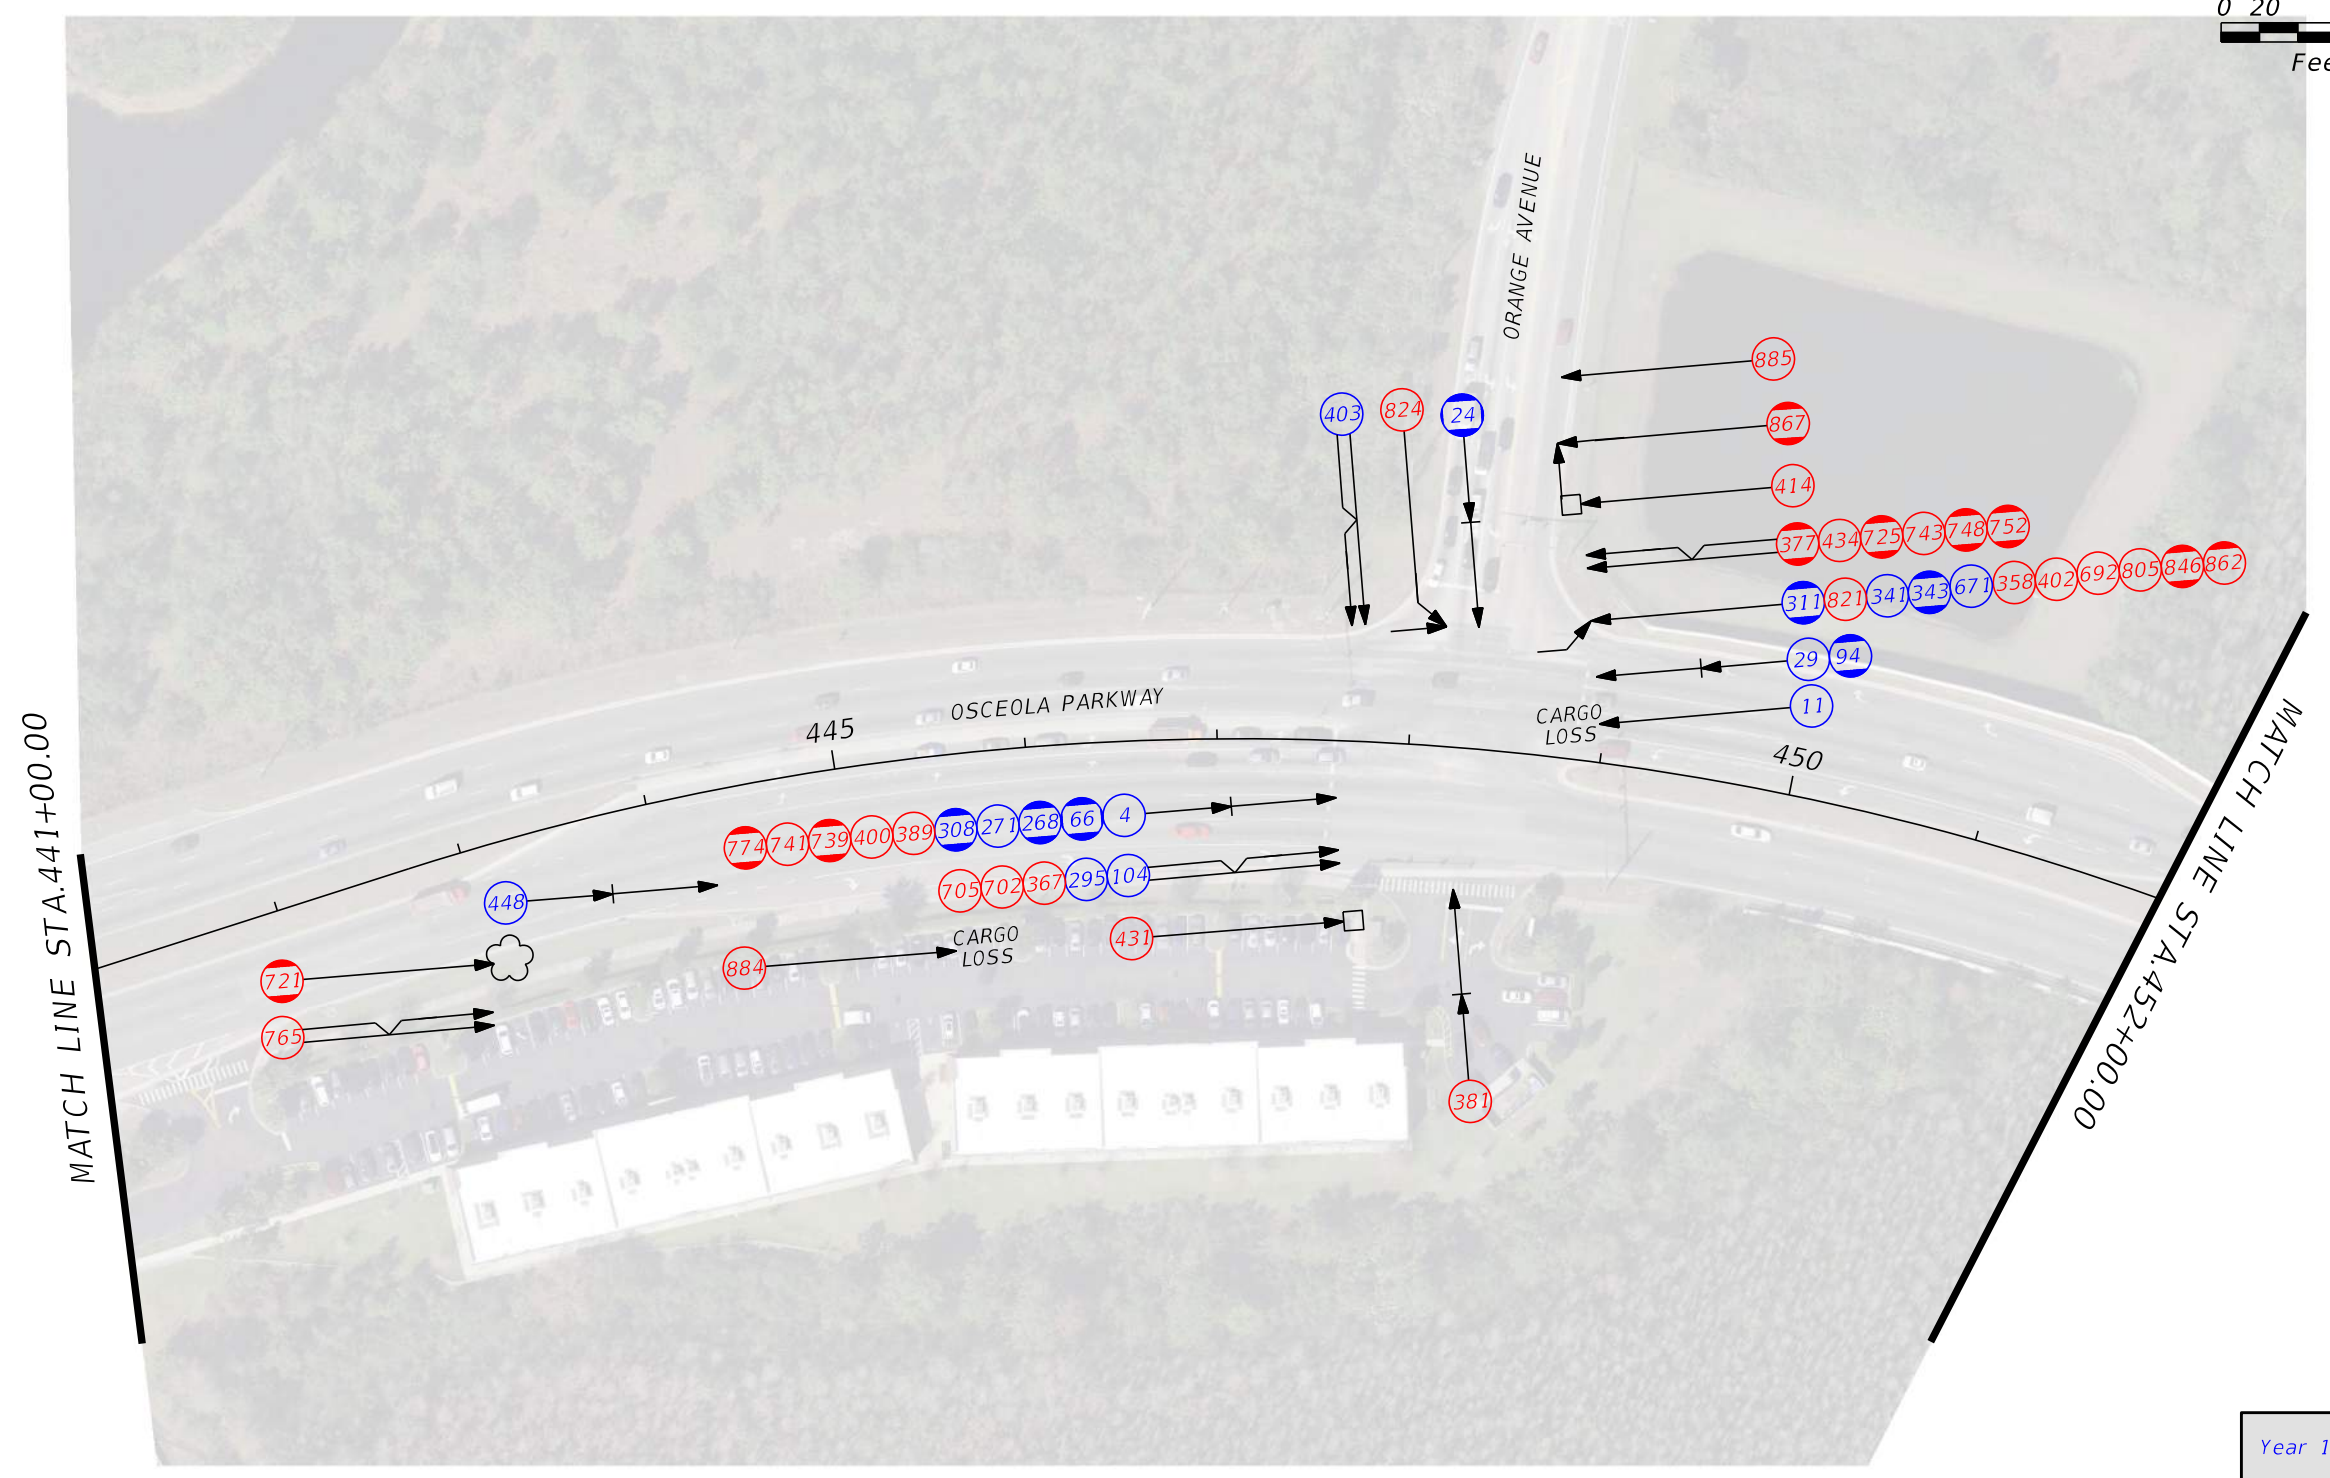 0 20
Fee
ORANGE AVENUE
885
403
824
24
867
414
377 434 725 743 748 752
311 821 341 343 671 358 402 692 805 846 862
29 94
11
CARGO
LOSS
OSCEOLA PARKWAY
445
450
774 741 739 400 389 308 271 268 66 4
705 702 367 295 104
448
431
CARGO
LOSS
884
721
765
381
MATCH LINE STA.441+00.00
MATCH LINE STA.452+00.00
Year 1